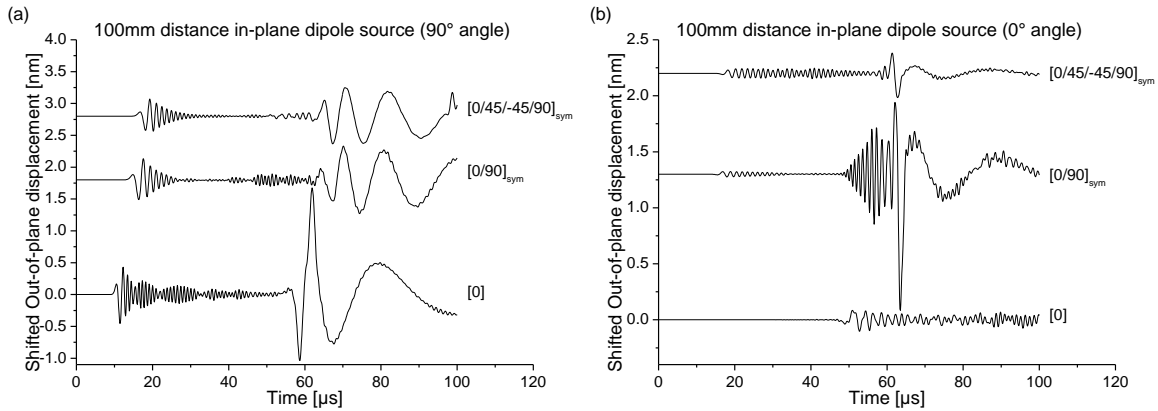 (a)
100mm distance in-plane dipole source (90° angle)
Shifted Out-of-plane displacement [nm]
4.0
3.5
3.0
2.5
2.0
1.5
1.0
0.5
0.0
-0.5
-1.0
[0/45/-45/90]sym
[0/90]sym
[0]
0 20 40 60 80 100 120
Time [µs]
(b)
100mm distance in-plane dipole source (0° angle)
Shifted Out-of-plane displacement [nm]
2.5
2.0
1.5
1.0
0.5
0.0
[0/45/-45/90]sym
[0/90]sym
[0]
0 20 40 60 80 100 120
Time [µs]